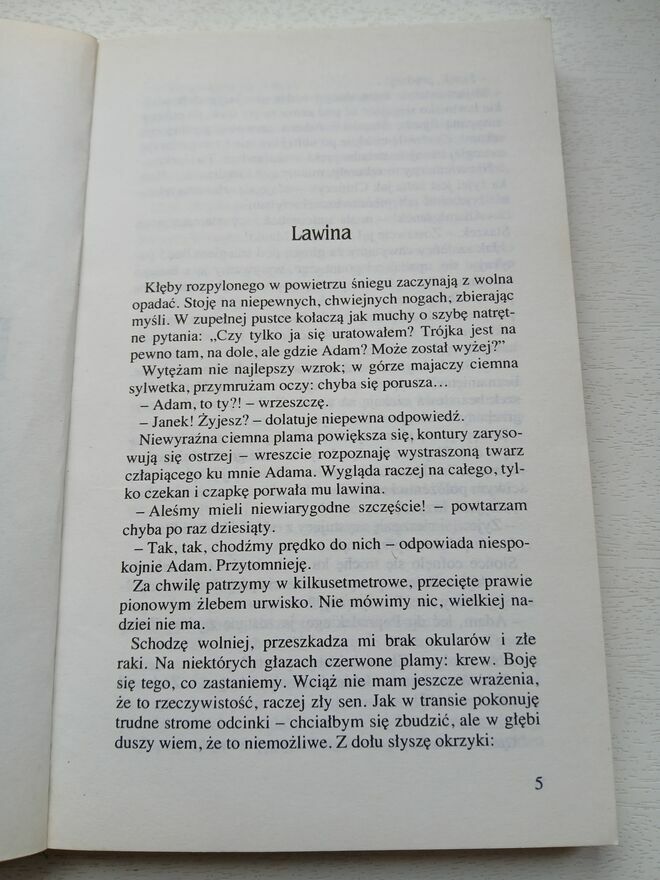 Lawina
Kłęby rozpylonego w powietrzu śniegu zaczynają z wolna
opadać. Stoję na niepewnych, chwiejnych nogach, zbierając
myśli. W zupełnej pustce kołaczą jak muchy o szybę natręt-
ne pytania: „Czy tylko ja się uratowałem? Trójka jest na
pewno tam, na dole, ale gdzie Adam? Może został wyżej?”
Wytężam nie najlepszy wzrok; w górze majaczy ciemna
sylwetka, przymrużam oczy: chyba się porusza...
– Adam, to ty?! – wrzeszczę.
– Janek! Żyjesz? – dolatuje niepewna odpowiedź.
Niewyraźna ciemna plama powiększa się, kontury zaryso-
wują się ostrzej – wreszcie rozpoznaję wystraszoną twarz
człapiącego ku mnie Adama. Wygląda raczej na całego, tyl-
ko czekan i czapkę porwała mu lawina.
– Aleśmy mieli niewiarygodne szczęście! – powtarzam
chyba po raz dziesiąty.
– Tak, tak, chodźmy prędko do nich – odpowiada niespo-
kojnie Adam. Przytomnieję.
Za chwilę patrzymy w kilkusetmetrowe, przecięte prawie
pionowym żlebem urwisko. Nie mówimy nic, wielkiej na-
dziei nie ma.
Schodzę wolniej, przeszkadza mi brak okularów i złe
raki. Na niektórych głazach czerwone plamy: krew. Boję
się tego, co zastaniemy. Wciąż nie mam jeszcze wrażenia,
że to rzeczywistość, raczej zły sen. Jak w transie pokonuję
trudne strome odcinki – chciałbym się zbudzić, ale w głębi
duszy wiem, że to niemożliwe. Z dołu słyszę okrzyki:
5